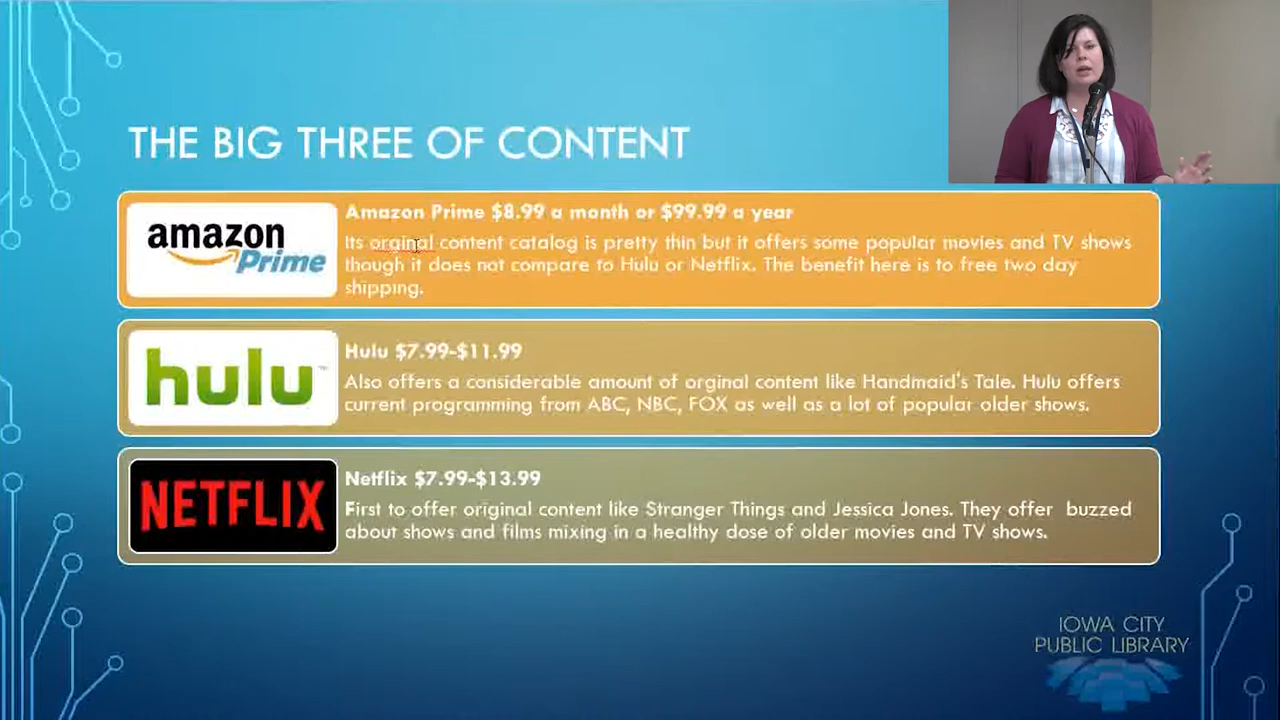 THE BIG THREE OF CONTENT
amazon
Prime
Amazon Prime $8.99 a month or $99.99 a year
Its orginal content catalog is pretty thin but it offers some popular movies and TV shows
though it does not compare to Hulu or Netflix. The benefit here is to free two day
shipping.
hulu™
Hulu $7.99-$11.99
Also offers a considerable amount of orginal content like Handmaid's Tale. Hulu offers
current programming from ABC, NBC, FOX as well as a lot of popular older shows.
NETFLIX
Netflix $7.99-$13.99
First to offer original content like Stranger Things and Jessica Jones. They offer  buzzed
about shows and films mixing in a healthy dose of older movies and TV shows.
IOWA CITY
PUBLIC LIBRARY